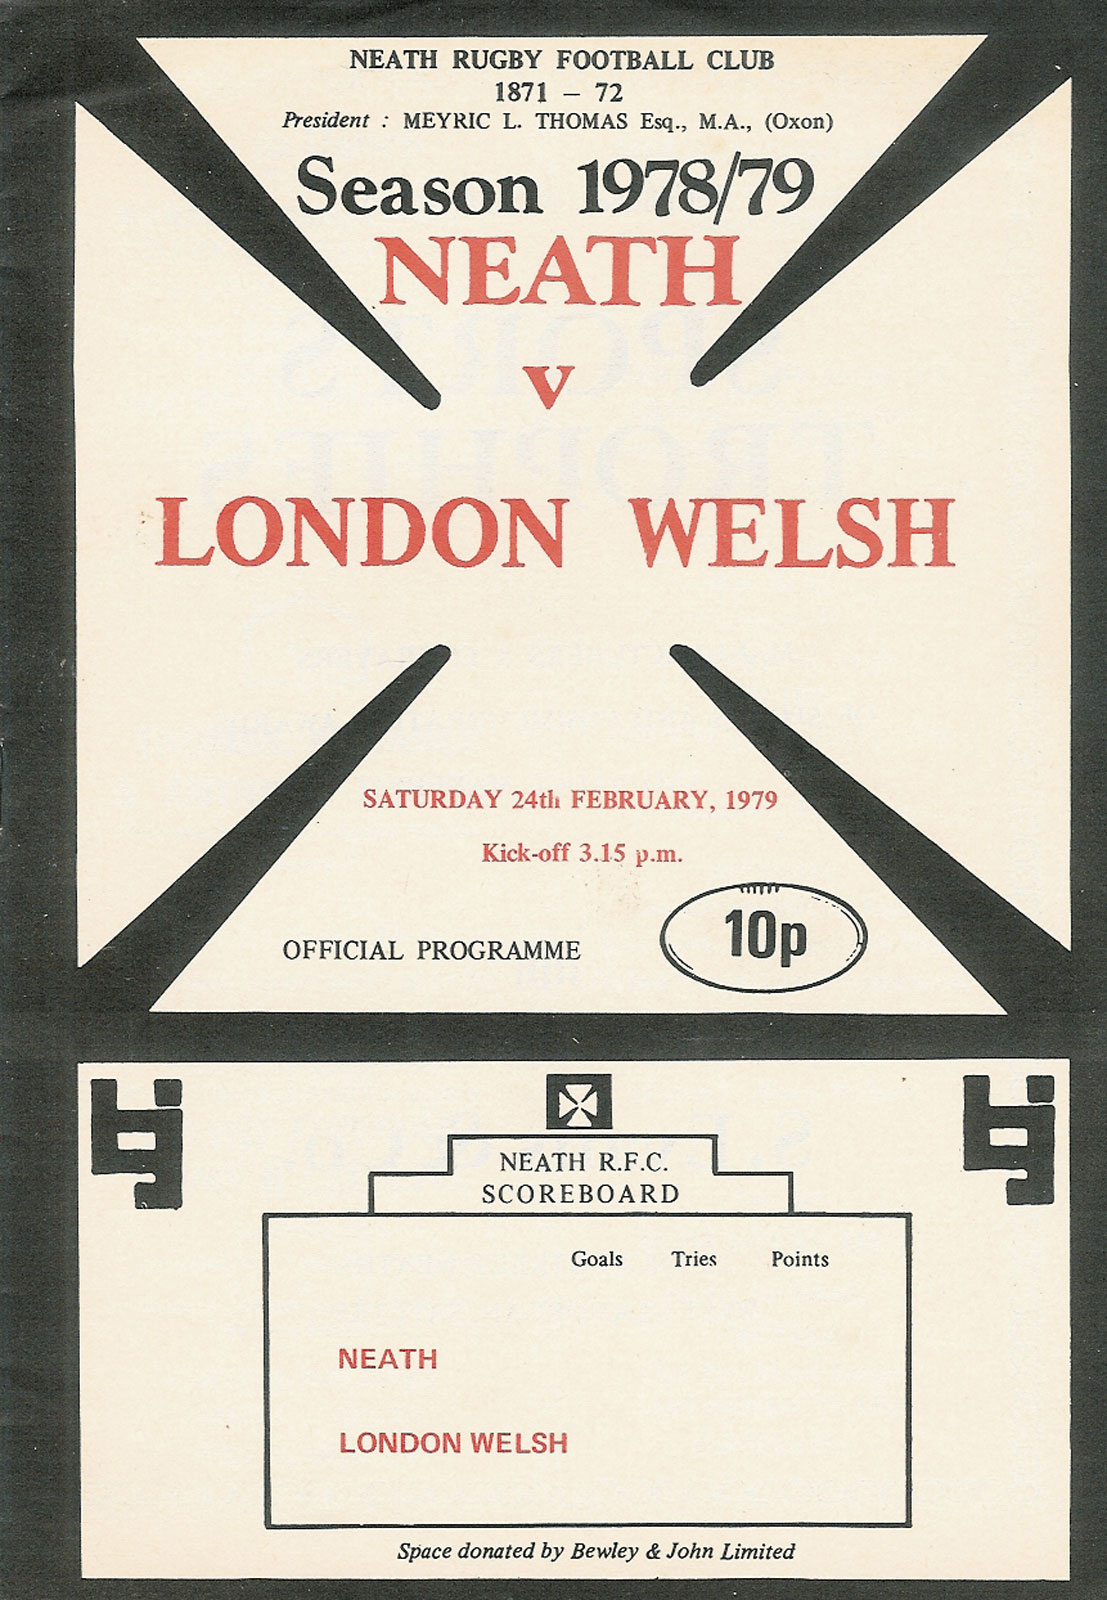 NEATH RUGBY FOOTBALL CLUB
1871 – 72
President : MEYRIC L. THOMAS Esq., M.A., (Oxon)
Season 1978/79
NEATH
v
LONDON WELSH
SATURDAY 24th FEBRUARY, 1979
Kick-off 3.15 p.m.
OFFICIAL PROGRAMME
10p
NEATH R.F.C.
SCOREBOARD
Goals Tries Points
NEATH
LONDON WELSH
Space donated by Bewley & John Limited